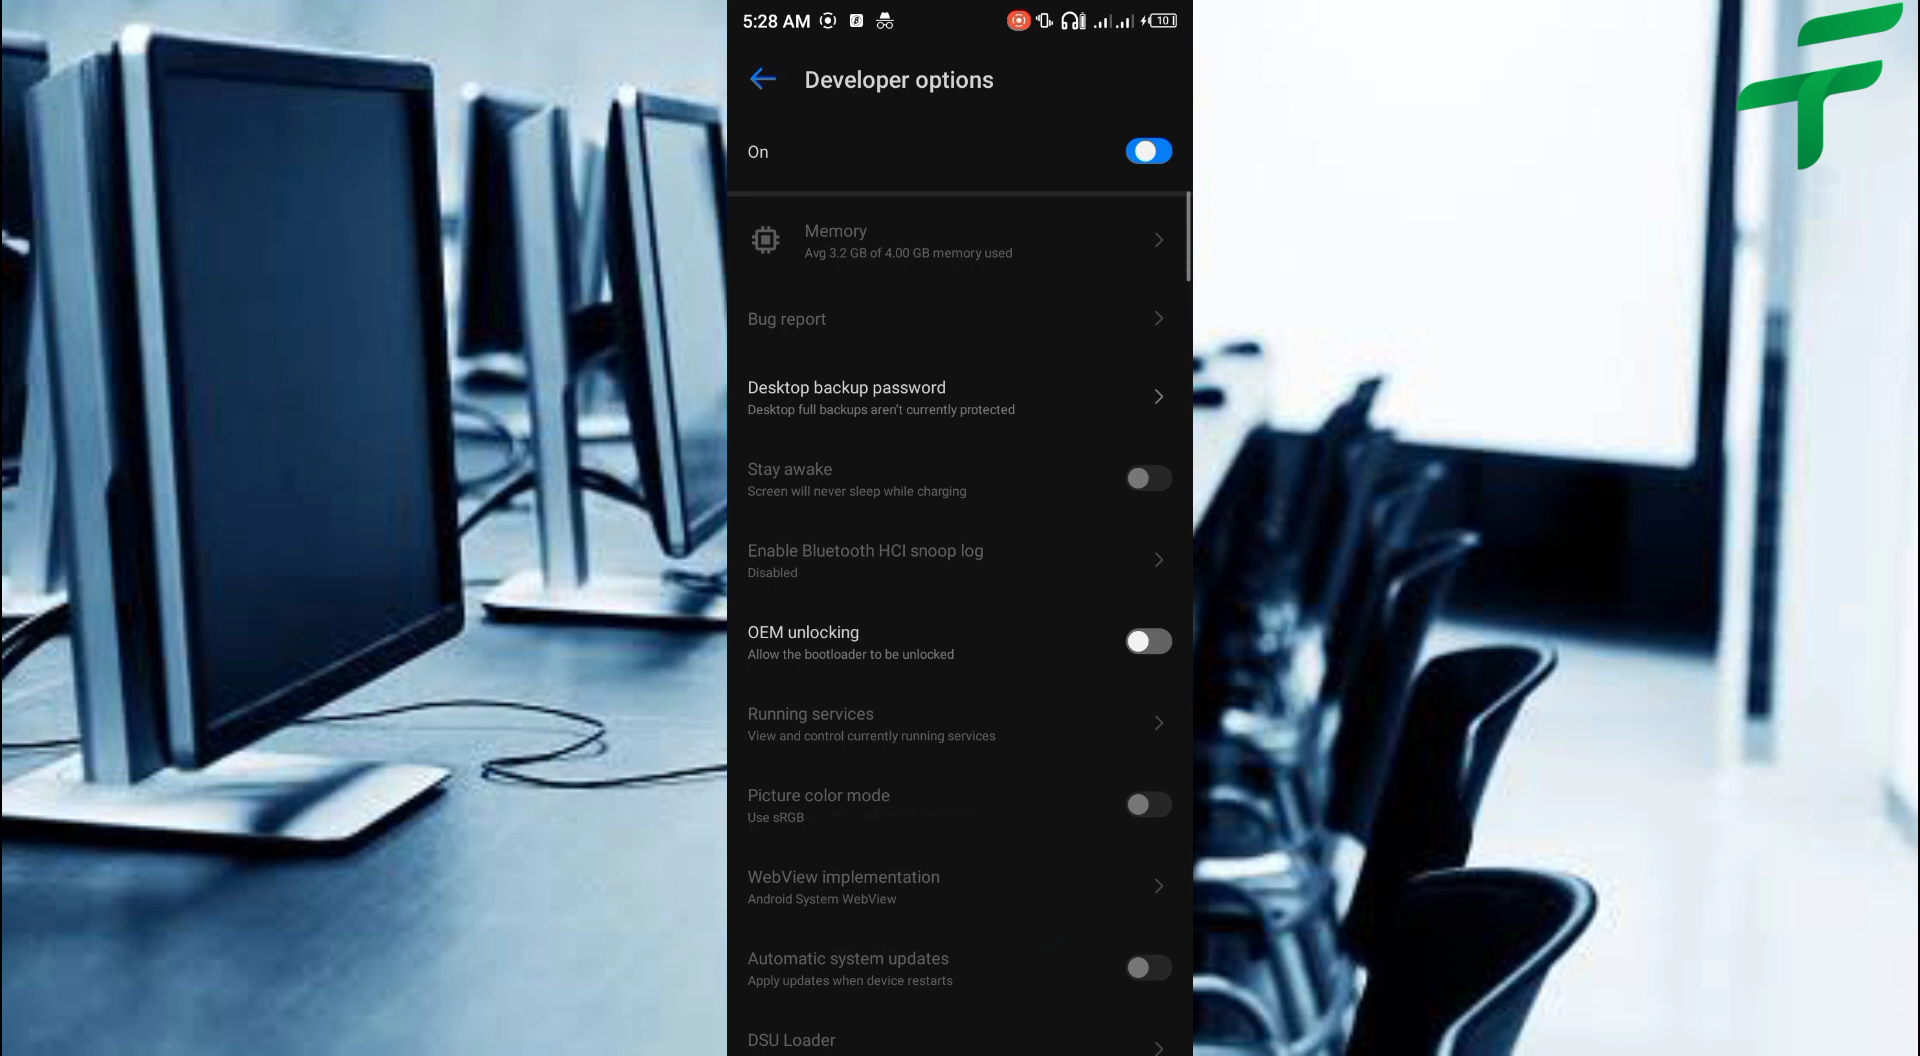 5:28 AM
10
Developer options
On
Memory
Avg 3.2 GB of 4.00 GB memory used
Bug report
Desktop backup password
Desktop full backups aren't currently protected
Stay awake
Screen will never sleep while charging
Enable Bluetooth HCI snoop log
Disabled
OEM unlocking
Allow the bootloader to be unlocked
Running services
View and control currently running services
Picture color mode
Use sRGB
WebView implementation
Android System WebView
Automatic system updates
Apply updates when device restarts
DSU Loader